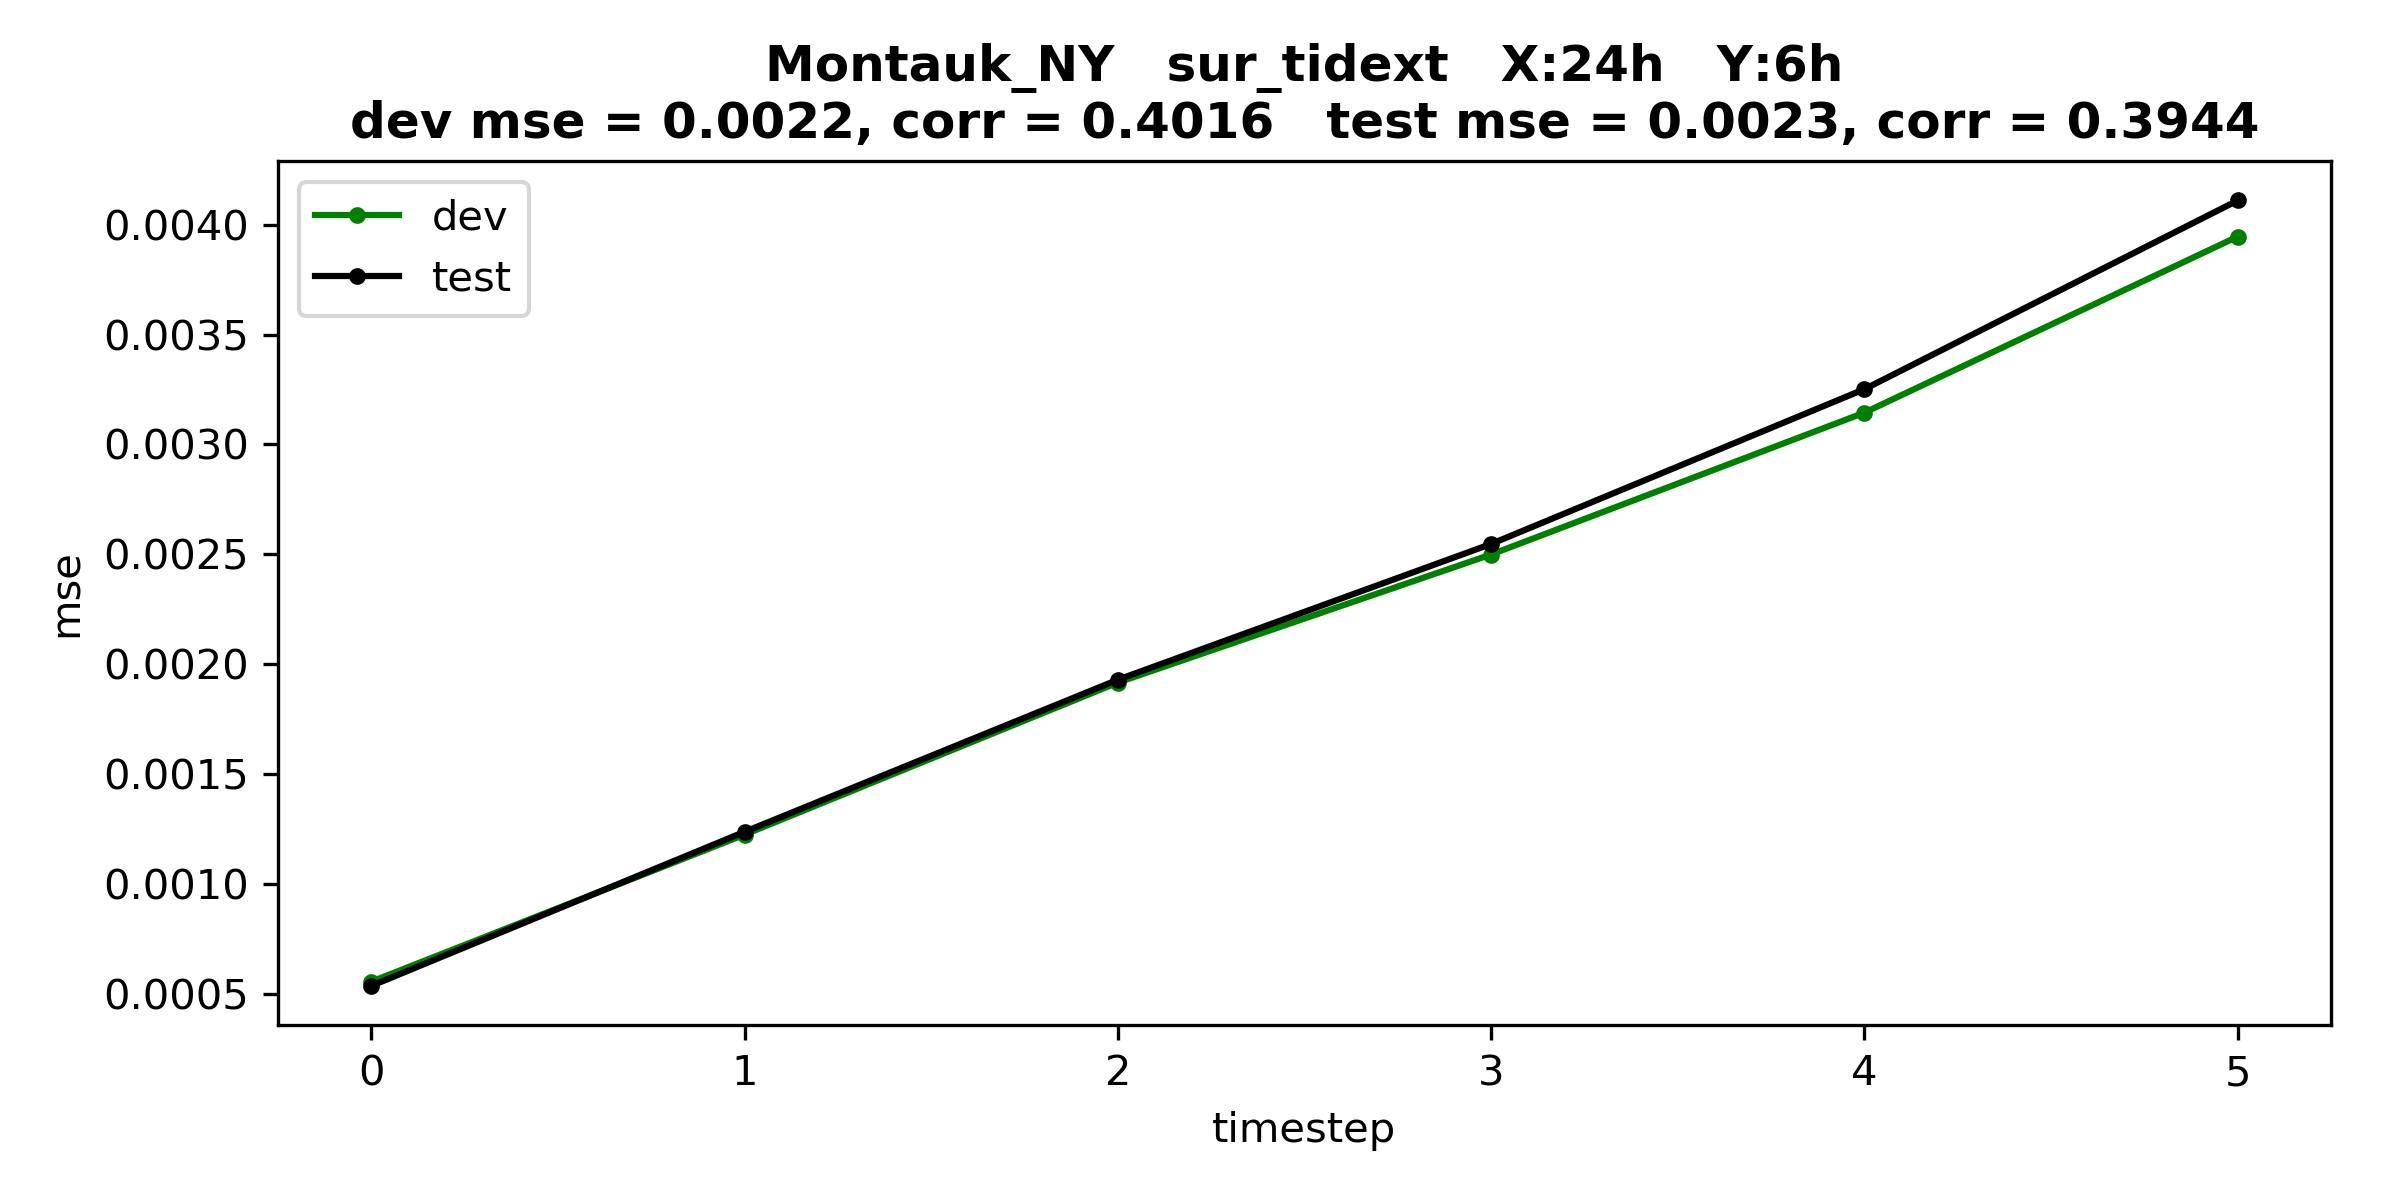 Montauk_NY   sur_tidext   X:24h   Y:6h
dev mse = 0.0022, corr = 0.4016   test mse = 0.0023, corr = 0.3944
dev
test
0.0040
0.0035
0.0030
0.0025
0.0020
0.0015
0.0010
0.0005
mse
0 1 2 3 4 5
timestep